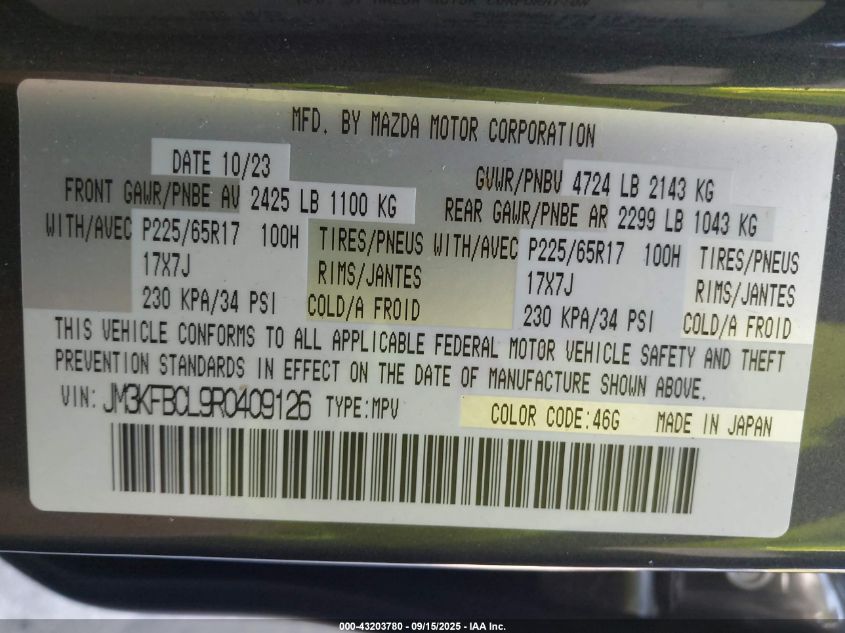 MFD. BY MAZDA MOTOR CORPORATION
DATE 10/23
GVWR/PNBV 4724 LB 2143 KG
FRONT GAWR/PNBE AV 2425 LB 1100 KG
REAR GAWR/PNBE AR 2299 LB 1043 KG
WITH/AVEC P225/65R17 100H TIRES/PNEUS WITH/AVEC P225/65R17 100H TIRES/PNEUS
17X7J RIMS/JANTES 17X7J RIMS/JANTES
230 KPA/34 PSI COLD/A FROID 230 KPA/34 PSI COLD/A FROID
THIS VEHICLE CONFORMS TO ALL APPLICABLE FEDERAL MOTOR VEHICLE SAFETY AND THEFT
PREVENTION STANDARDS IN EFFECT ON THE DATE OF MANUFACTURE SHOWN ABOVE.
VIN: JM3KFBCL9R0409126 TYPE:MPV COLOR CODE:46G MADE IN JAPAN
000-43203780 - 09/15/2025 - IAA Inc.